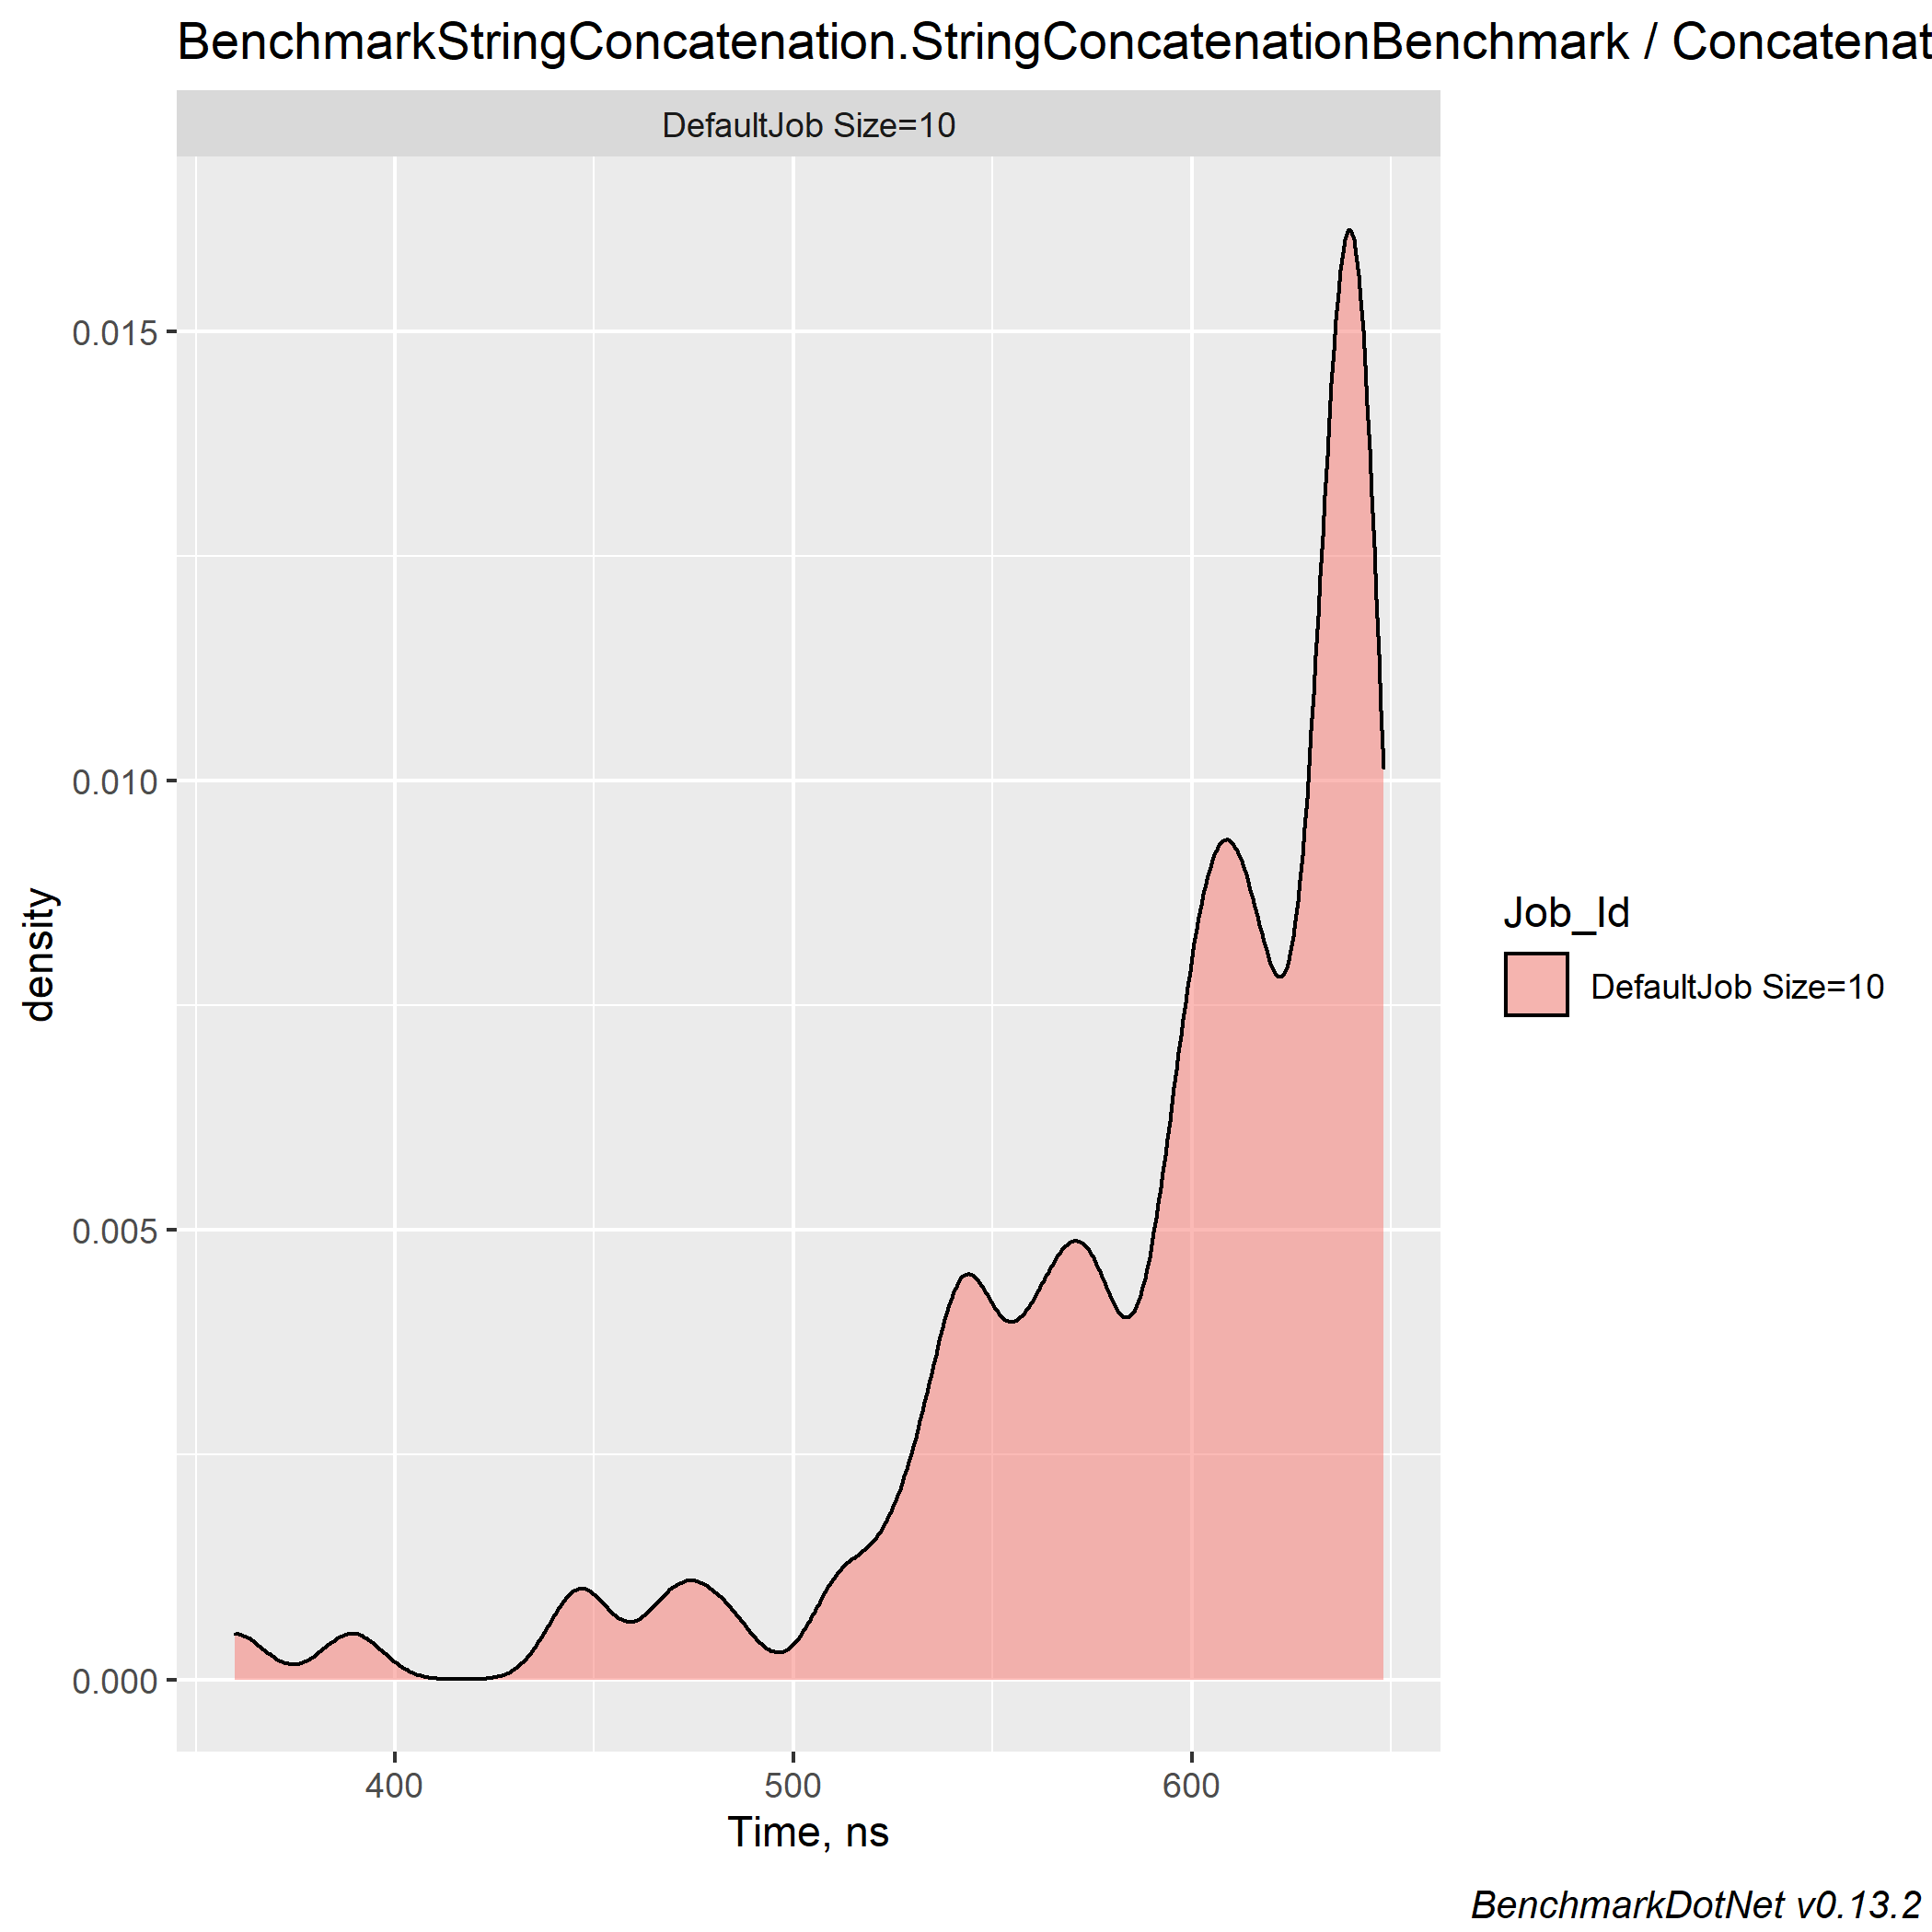 BenchmarkStringConcatenation.StringConcatenationBenchmark / Concatenat
DefaultJob Size=10
0.015
0.010
0.005
0.000
density
400 500 600
Time, ns
Job_Id
DefaultJob Size=10
BenchmarkDotNet v0.13.2